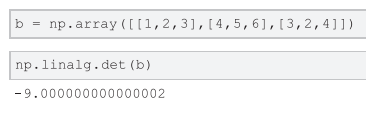 b = np.array([[1,2,3],[4,5,6],[3,2,4]])
np.linalg.det(b)
-9.000000000000002